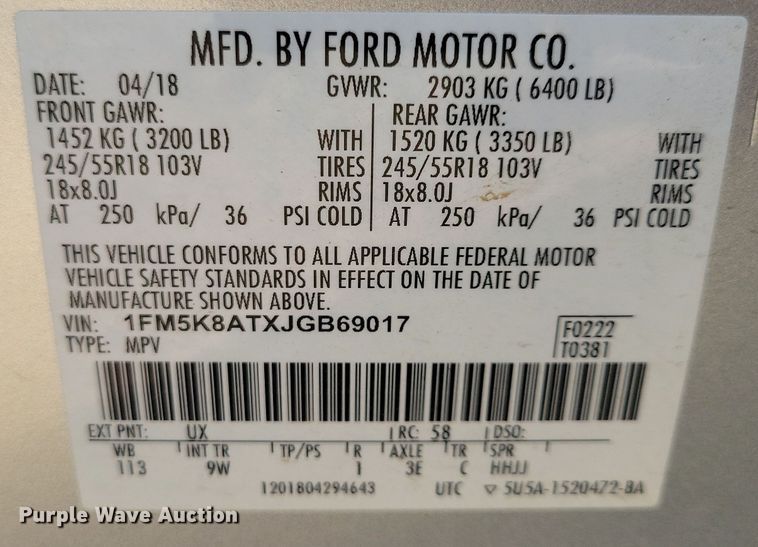 MFD. BY FORD MOTOR CO.
DATE: 04/18 GVWR: 2903 KG ( 6400 LB)
FRONT GAWR: REAR GAWR:
1452 KG ( 3200 LB) WITH 1520 KG ( 3350 LB) WITH
245/55R18 103V TIRES 245/55R18 103V TIRES
18x8.0J RIMS 18x8.0J RIMS
AT 250 kPa/ 36 PSI COLD AT 250 kPa/ 36 PSI COLD
THIS VEHICLE CONFORMS TO ALL APPLICABLE FEDERAL MOTOR
VEHICLE SAFETY STANDARDS IN EFFECT ON THE DATE OF
MANUFACTURE SHOWN ABOVE.
VIN: 1FM5K8ATXJGB69017 F0222
TYPE: MPV T0381
EXT PNT: UX RC: 58 DSO:
WB INT TR TP/PS R AXLE TR SPR
113 9W 1 3E C HHJJ
1201804294643 UTC ▽ 5U5A-1520472-BA
Purple Wave Auction